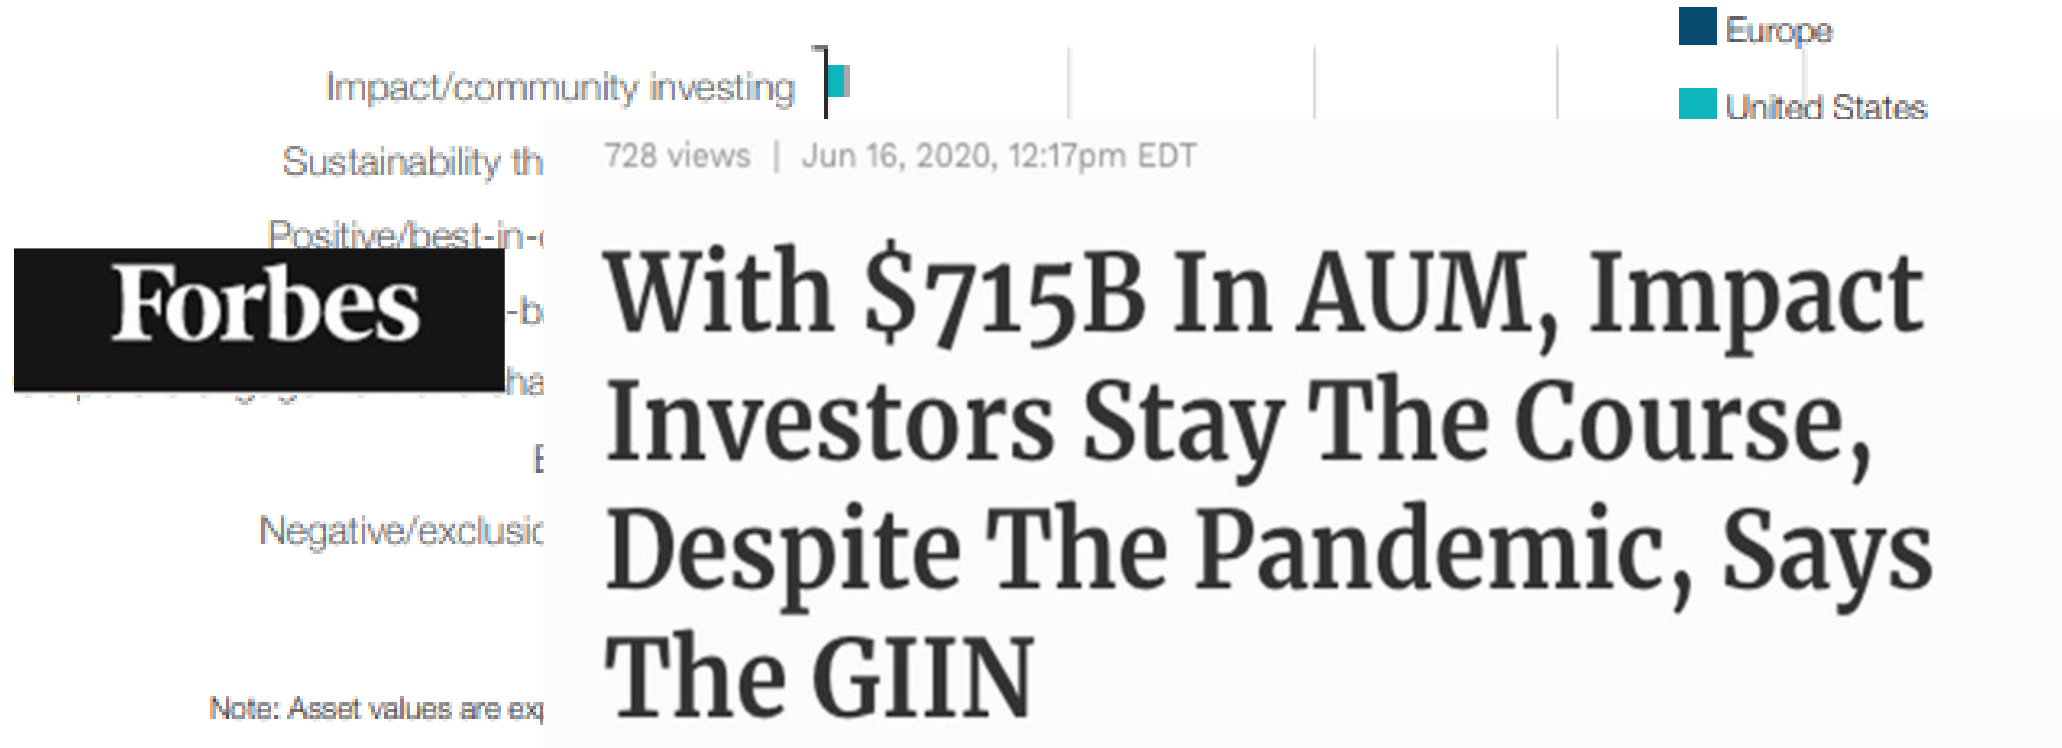 Europe
Impact/community investing
United States
728 views | Jun 16, 2020, 12:17pm EDT
Sustainability th
Positive/best-in-
Forbes
With $715B In AUM, Impact
Investors Stay The Course,
Despite The Pandemic, Says
The GIIN
Negative/exclusio
Note: Asset values are exp